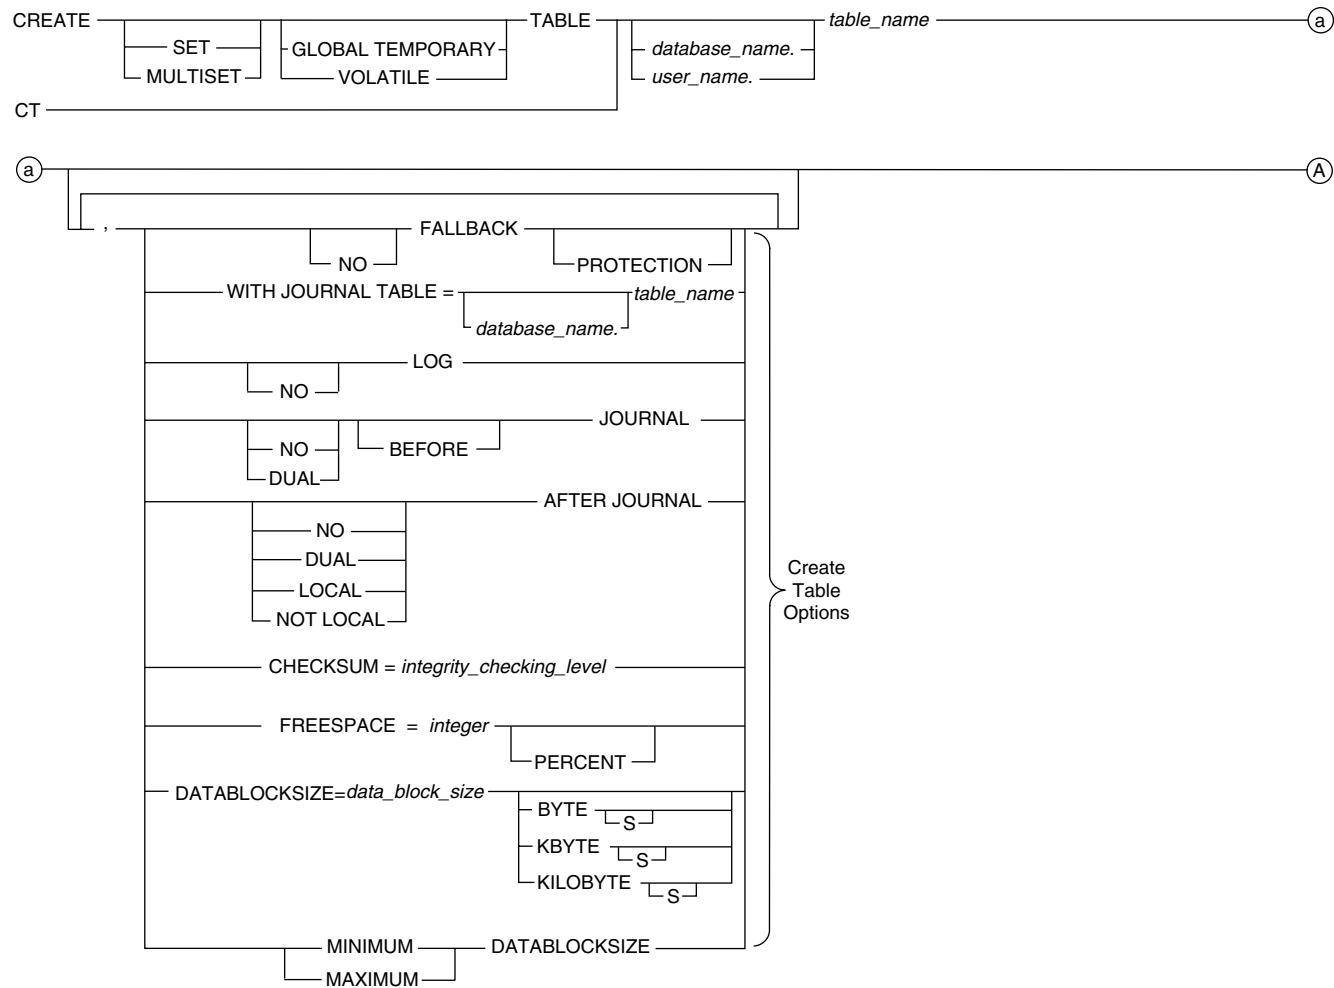 CREATE TABLE table_name a
SET GLOBAL TEMPORARY database_name.
MULTISET VOLATILE user_name.
CT
a A
, FALLBACK
NO PROTECTION
WITH JOURNAL TABLE = table_name
database_name.
LOG
NO
JOURNAL
NO BEFORE
DUAL
AFTER JOURNAL
NO
DUAL
LOCAL
NOT LOCAL
Create
Table
Options
CHECKSUM = integrity_checking_level
FREESPACE = integer
PERCENT
DATABLOCKSIZE=data_block_size
BYTE
S
KBYTE
S
KILOBYTE
S
MINIMUM DATABLOCKSIZE
MAXIMUM